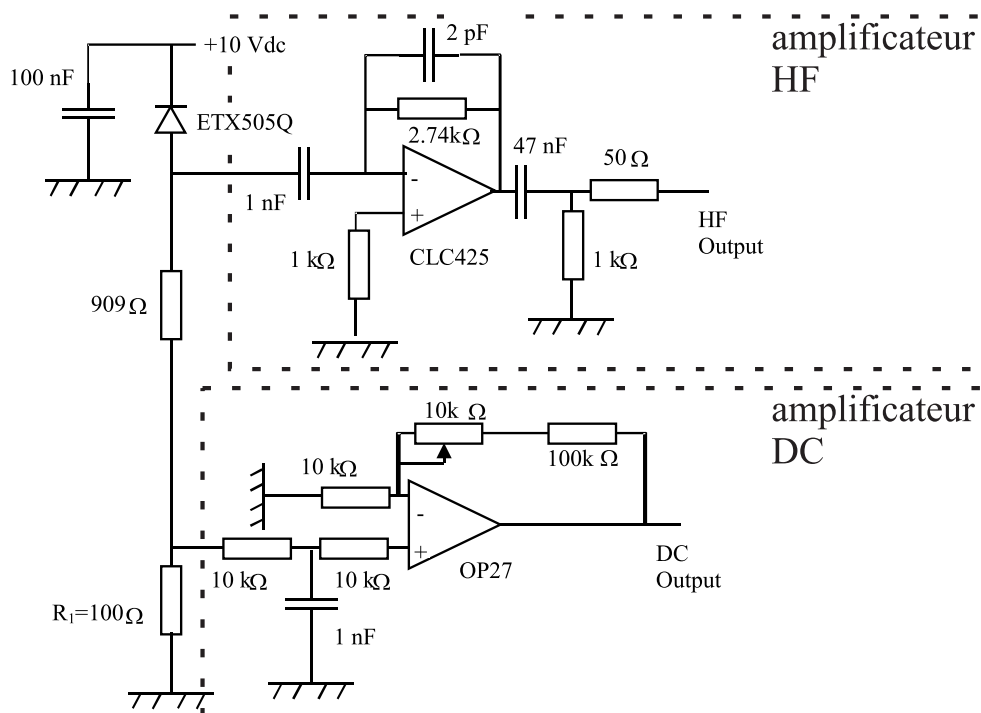 amplificateur
HF
2 pF
+10 Vdc
100 nF
ETX505Q
2.74kΩ
47 nF
50 Ω
-
1 nF
+
HF
Output
1 kΩ
CLC425
1 kΩ
909Ω
amplificateur
DC
10k Ω
10 kΩ
100k Ω
-
+
OP27
DC
Output
10 kΩ
10 kΩ
R₁=100Ω
1 nF